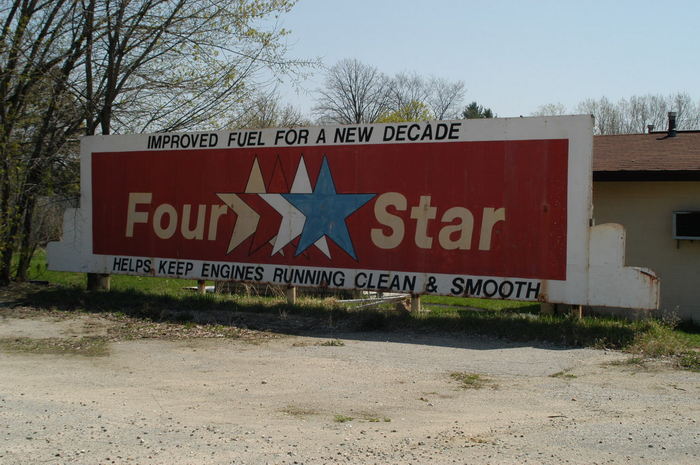 IMPROVED FUEL FOR A NEW DECADE
Four Star
HELPS KEEP ENGINES RUNNING CLEAN & SMOOTH